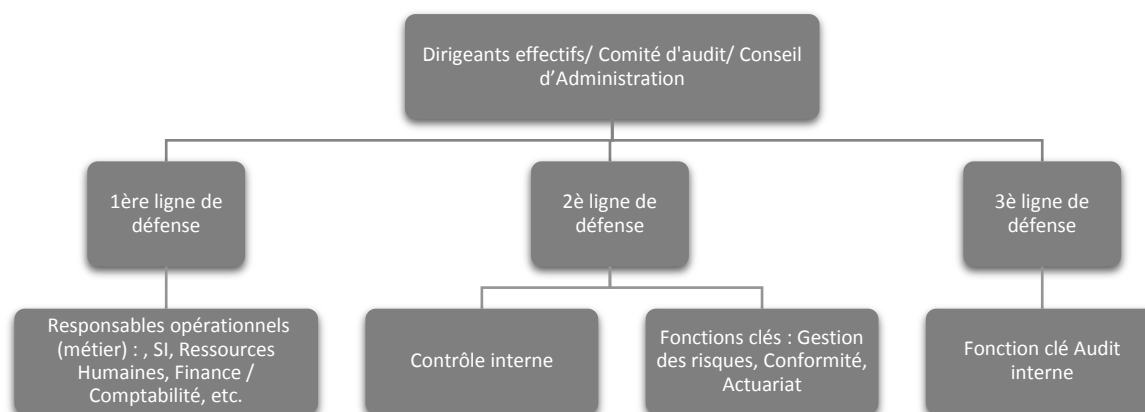 Dirigeants effectifs/ Comité d'audit/ Conseil
d’Administration
1ère ligne de
défense
2è ligne de
défense
3è ligne de
défense
Responsables opérationnels
(métier) : , SI, Ressources
Humaines, Finance /
Comptabilité, etc.
Contrôle interne
Fonctions clés : Gestion
des risques, Conformité,
Actuariat
Fonction clé Audit
interne